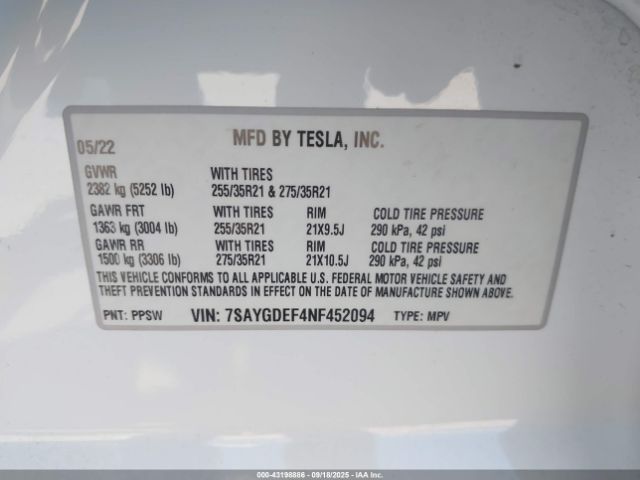 05/22 MFD BY TESLA, INC.
GVWR WITH TIRES
2382 kg (5252 lb) 255/35R21 & 275/35R21
GAWR FRT WITH TIRES RIM COLD TIRE PRESSURE
1363 kg (3004 lb) 255/35R21 21X9.5J 290 kPa, 42 psi
GAWR RR WITH TIRES RIM COLD TIRE PRESSURE
1500 kg (3306 lb) 275/35R21 21X10.5J 290 kPa, 42 psi
THIS VEHICLE CONFORMS TO ALL APPLICABLE U.S. FEDERAL MOTOR VEHICLE SAFETY AND
THEFT PREVENTION STANDARDS IN EFFECT ON THE DATE OF MANUFACTURE SHOWN ABOVE.
PNT: PPSW VIN: 7SAYGDEF4NF452094 TYPE: MPV
000-43198886 - 09/18/2025 - IAA Corp.